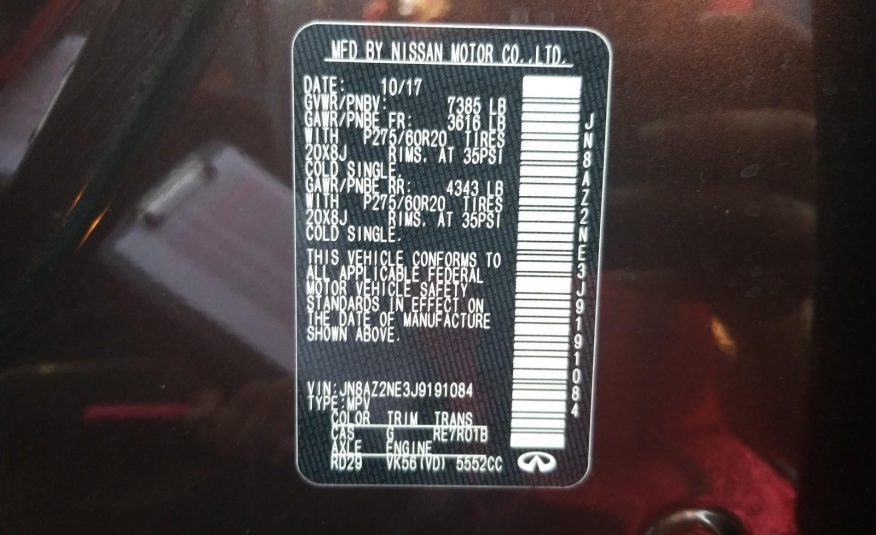 MFD BY NISSAN MOTOR CO.,LTD.
DATE: 10/17
GVWR/PNBV: 7385 LB
GAWR/PNBE FR: 3616 LB
WITH P275/60R20 TIRES
20X8J RIMS, AT 35PSI
COLD SINGLE.
GAWR/PNBE RR: 4343 LB
WITH P275/60R20 TIRES
20X8J RIMS, AT 35PSI
COLD SINGLE.
THIS VEHICLE CONFORMS TO
ALL APPLICABLE FEDERAL
MOTOR VEHICLE SAFETY
STANDARDS IN EFFECT ON
THE DATE OF MANUFACTURE
SHOWN ABOVE.
VIN:JN8AZ2NE3J9191084
TYPE:MPV
COLOR TRIM TRANS
CAS G RE7R01B
AXLE ENGINE
RD29 VK56(VD) 5552CC
JN8AZ2NE3J9191084